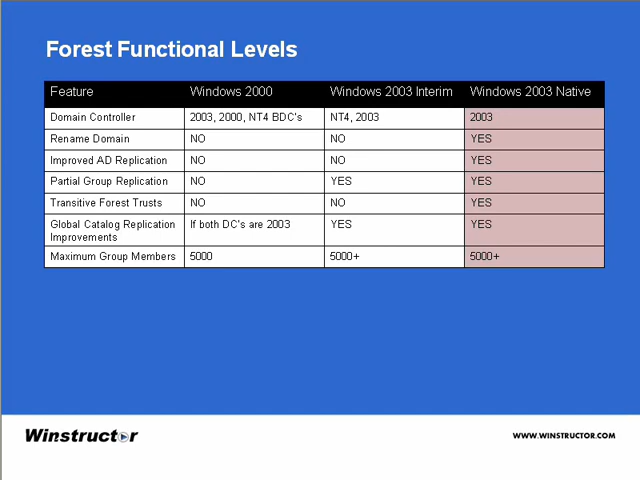 Forest Functional Levels
Feature Windows 2000 Windows 2003 Interim Windows 2003 Native
Domain Controller 2003, 2000, NT4 BDC's NT4, 2003 2003
Rename Domain NO NO YES
Improved AD Replication NO NO YES
Partial Group Replication NO YES YES
Transitive Forest Trusts NO NO YES
Global Catalog Replication If both DC's are 2003 YES YES
Improvements
Maximum Group Members 5000 5000+ 5000+
Winstructor WWW.WINSTRUCTOR.COM